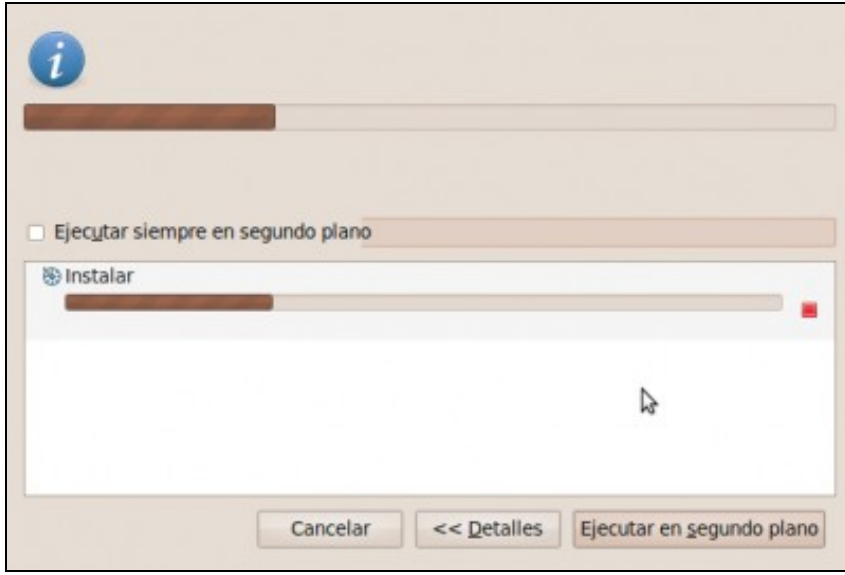 Ejecutar siempre en segundo plano
Instalar
Cancelar
<< Detalles
Ejecutar en segundo plano